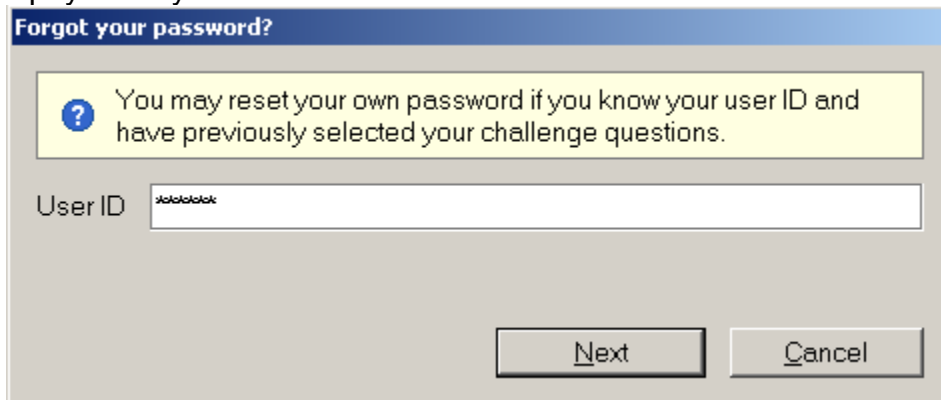 Forgot your password?
You may reset your own password if you know your user ID and
have previously selected your challenge questions.
User ID *******
Next Cancel